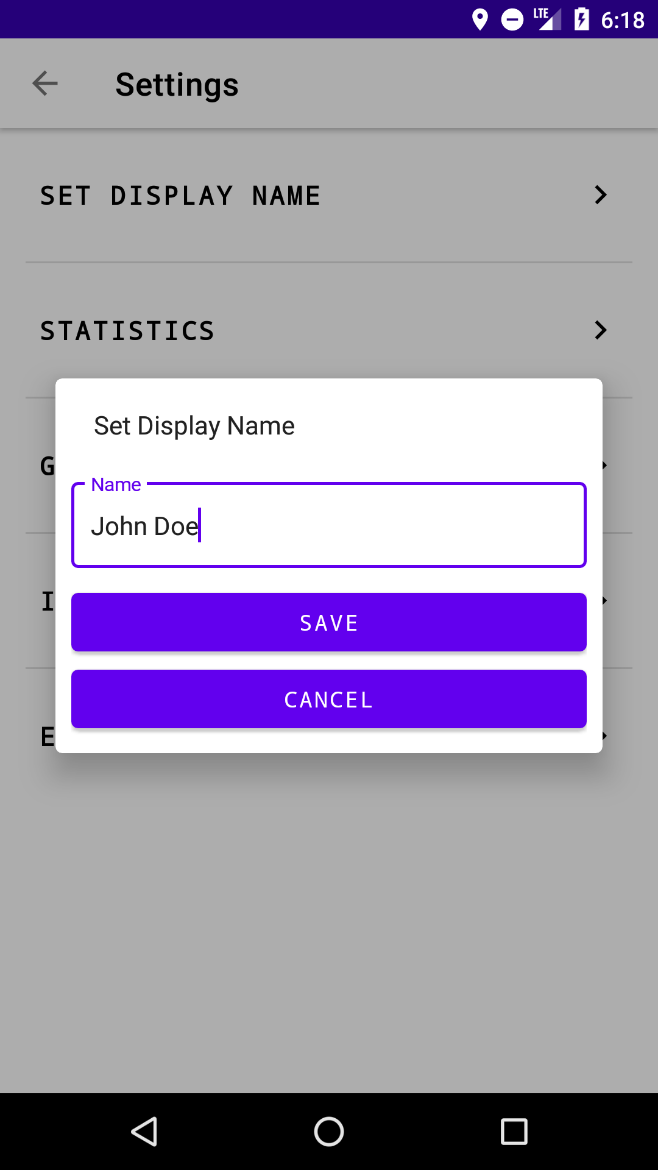 LTE 6:18
Settings
SET DISPLAY NAME
STATISTICS
Set Display Name
G
Name
John Doe
I
SAVE
CANCEL
E